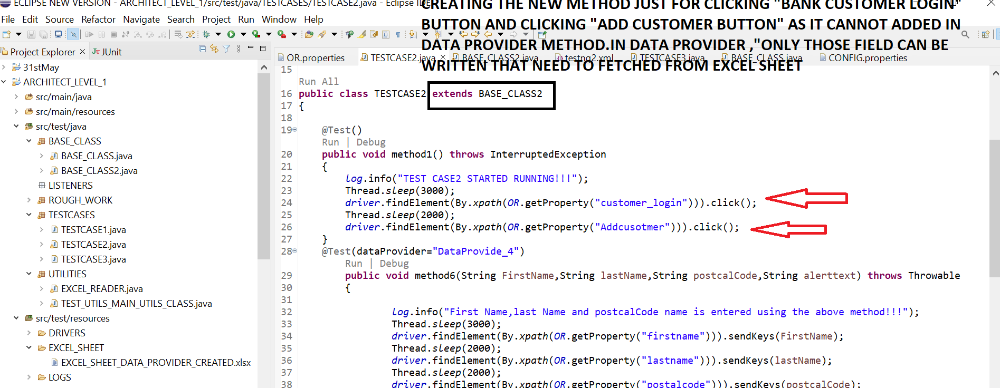 ECLIPSE NEW VERSION - ARCHITECT_LEVEL_1/src/test/java/TESTCASES/TESTCASE2.java - Eclipse IDE
CREATING THE NEW METHOD JUST FOR CLICKING "BANK CUSTOMER LOGIN"
BUTTON AND CLICKING "ADD CUSTOMER BUTTON" AS IT CANNOT ADDED IN
DATA PROVIDER METHOD.IN DATA PROVIDER ,"ONLY THOSE FIELD CAN BE
WRITTEN THAT NEED TO FETCHED FROM EXCEL SHEET
File Edit Source Refactor Navigate Search Project Run Window Help
Project Explorer
JUnit
31stMay
ARCHITECT_LEVEL_1
src/main/java
src/main/resources
src/test/java
BASE_CLASS
BASE_CLASS.java
BASE_CLASS2.java
LISTENERS
ROUGH_WORK
TESTCASES
TESTCASE1.java
TESTCASE2.java
TESTCASE3.java
UTILITIES
EXCEL_READER.java
TEST_UTILS_MAIN_UTILS_CLASS.java
src/test/resources
DRIVERS
EXCEL_SHEET
EXCEL_SHEET_DATA_PROVIDER_CREATED.xlsx
LOGS
OR.properties TESTCASE2.java BASE_CLASS2.java testng2.xml TESTCASE3.java BASE_CLASS.java CONFIG.properties
15
Run All
16 public class TESTCASE2 extends BASE_CLASS2
17 {
18
19 @Test()
Run | Debug
20 public void method1() throws InterruptedException
21 {
22 log.info("TEST CASE2 STARTED RUNNING!!!");
23 Thread.sleep(3000);
24 driver.findElement(By.xpath(OR.getProperty("customer_login"))).click();
25 Thread.sleep(2000);
26 driver.findElement(By.xpath(OR.getProperty("Addcusotmer"))).click();
27 }
28 @Test(dataProvider="DataProvide_4")
Run | Debug
29 public void method6(String FirstName,String lastName,String postcalCode,String alerttext) throws Throwable
30 {
31
32 log.info("First Name,last Name and postcalCode name is entered using the above method!!!");
33 Thread.sleep(3000);
34 driver.findElement(By.xpath(OR.getProperty("firstname"))).sendKeys(FirstName);
35 Thread.sleep(2000);
36 driver.findElement(By.xpath(OR.getProperty("lastname"))).sendKeys(lastName);
37 Thread.sleep(2000);
38 driver.findElement(By.xpath(OR.getProperty("postalcode"))).sendKeys(postcalCode);